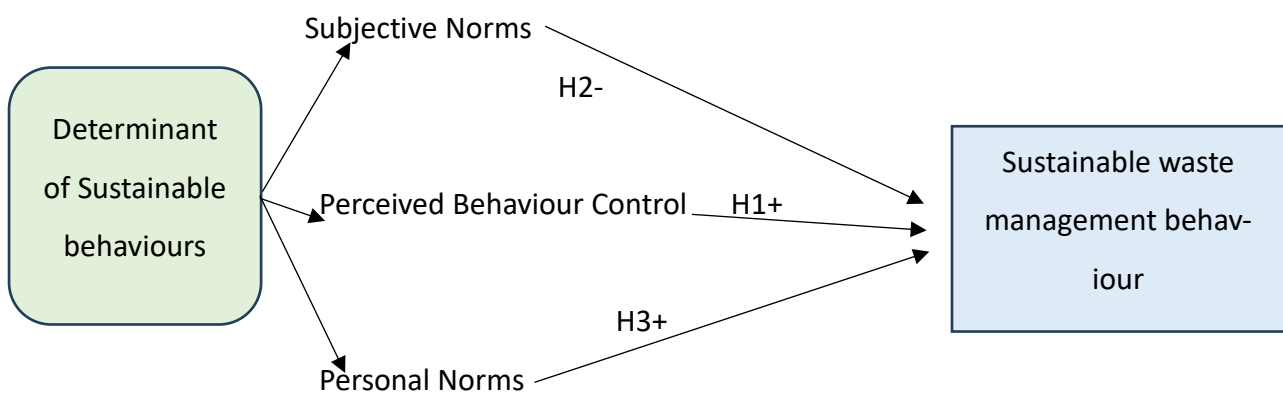 Subjective Norms
H2-
Determinant
of Sustainable
behaviours
Perceived Behaviour Control
H1+
Sustainable waste
management behav-
iour
H3+
Personal Norms